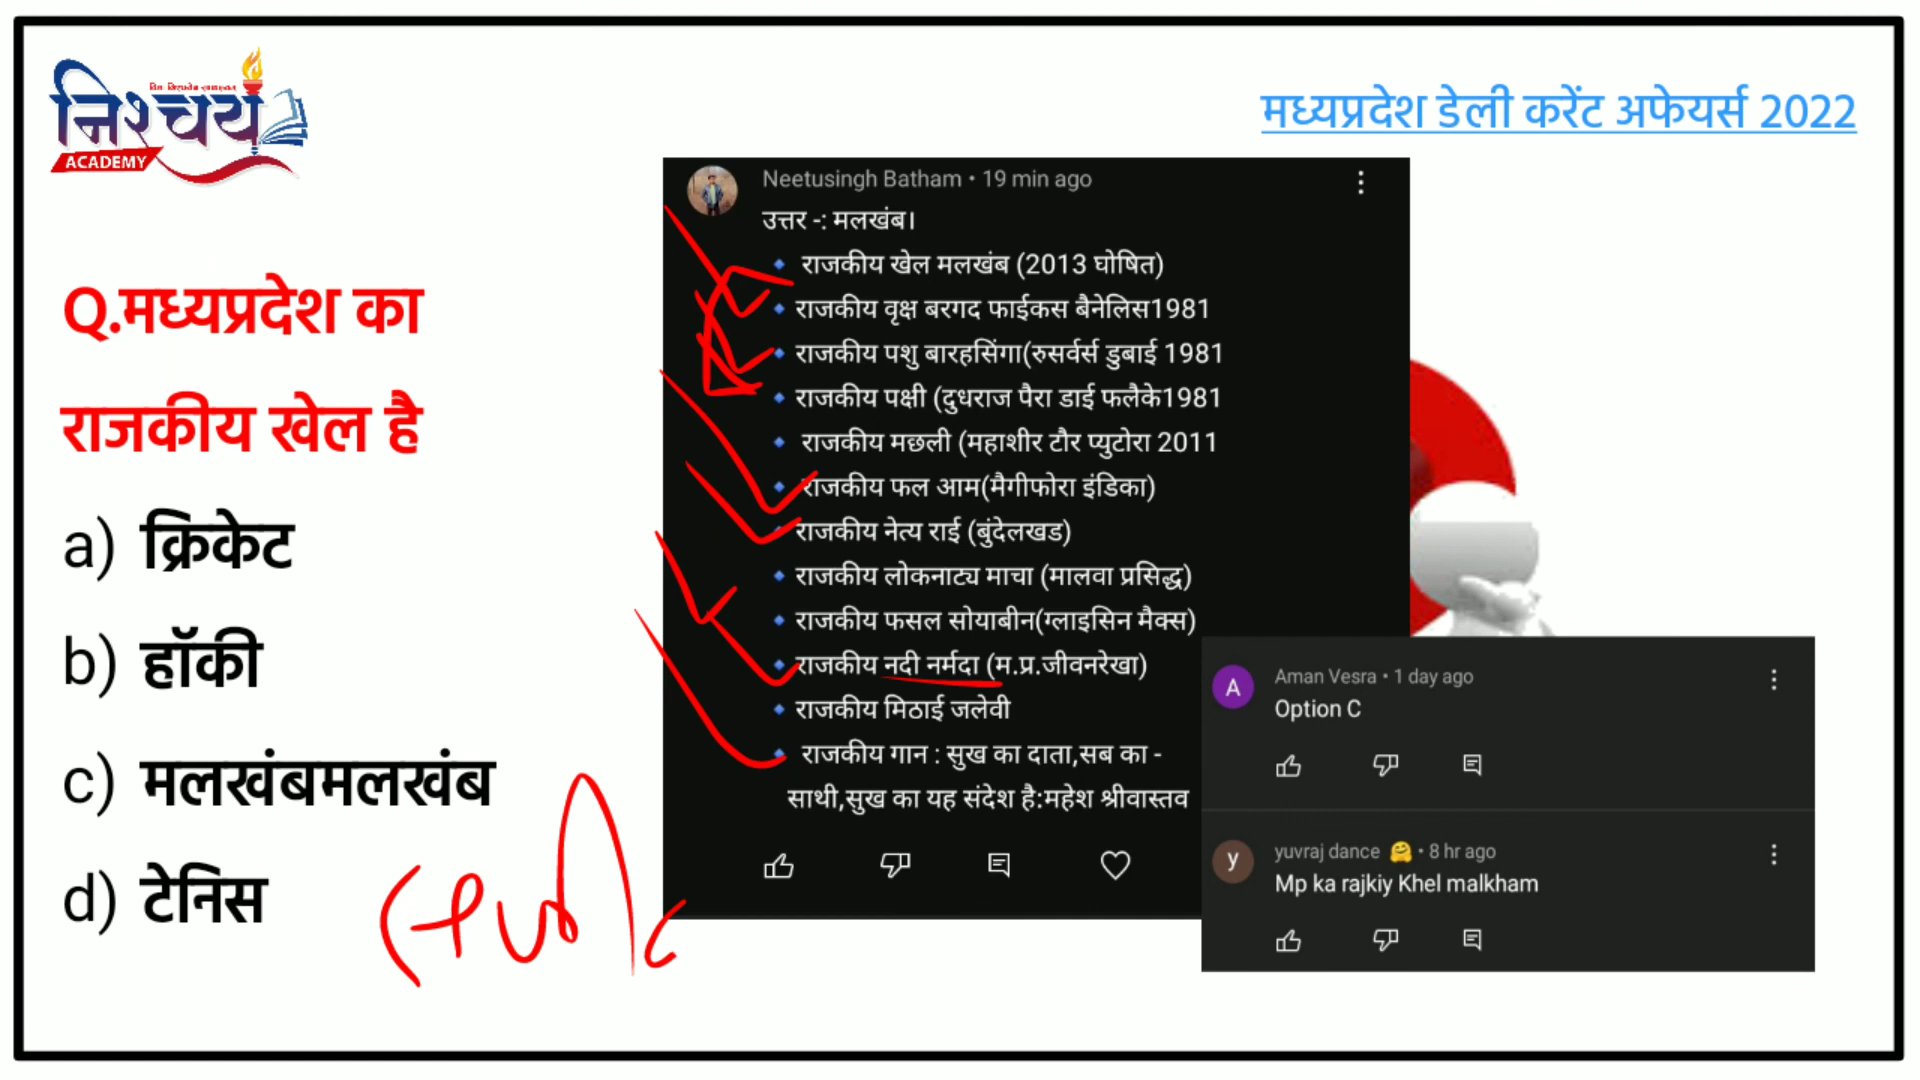 निश्चय
ACADEMY
मध्यप्रदेश डेली करेंट अफेयर्स 2022
Q.मध्यप्रदेश का
राजकीय खेल है
a) क्रिकेट
b) हॉकी
c) मलखंबमलखंब
d) टेनिस
Neetusingh Batham • 19 min ago
उत्तर -: मलखंब।
राजकीय खेल मलखंब (2013 घोषित)
राजकीय वृक्ष बरगद फाईकस बैनेलिस1981
राजकीय पशु बारहसिंगा(रुसर्वर्स डुबाई 1981
राजकीय पक्षी (दुधराज पैरा डाई फलैके1981
राजकीय मछली (महाशीर टौर प्युटोरा 2011
राजकीय फल आम(मैगीफोरा इंडिका)
राजकीय नेत्य राई (बुंदेलखड)
राजकीय लोकनाट्य माचा (मालवा प्रसिद्ध)
राजकीय फसल सोयाबीन(ग्लाइसिन मैक्स)
राजकीय नदी नर्मदा (म.प्र.जीवनरेखा)
राजकीय मिठाई जलेवी
राजकीय गान : सुख का दाता,सब का -
साथी,सुख का यह संदेश है:महेश श्रीवास्तव
A
Aman Vesra • 1 day ago
Option C
y
yuvraj dance 🤗 • 8 hr ago
Mp ka rajkiy Khel malkham